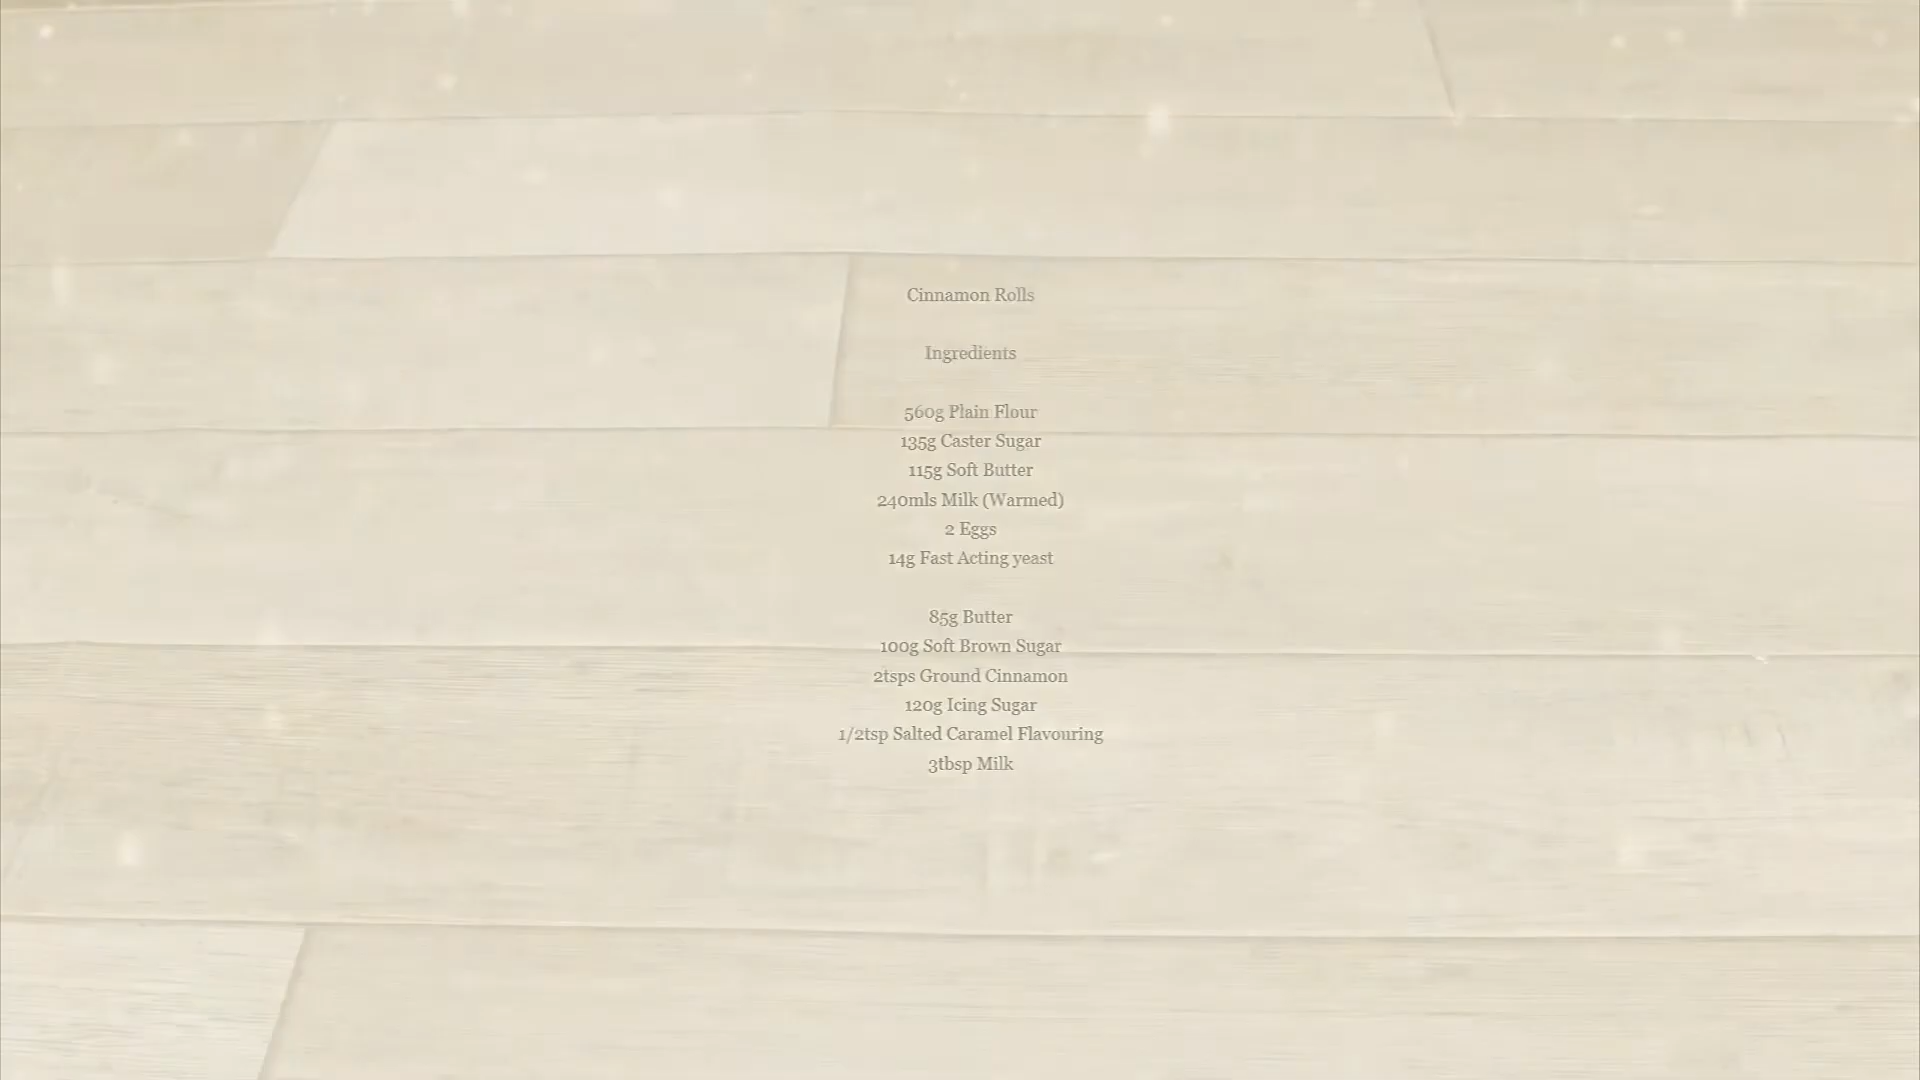 Cinnamon Rolls
Ingredients
560g Plain Flour
135g Caster Sugar
115g Soft Butter
240mls Milk (Warmed)
2 Eggs
14g Fast Acting yeast
85g Butter
100g Soft Brown Sugar
2tsps Ground Cinnamon
120g Icing Sugar
1/2tsp Salted Caramel Flavouring
3tbsp Milk